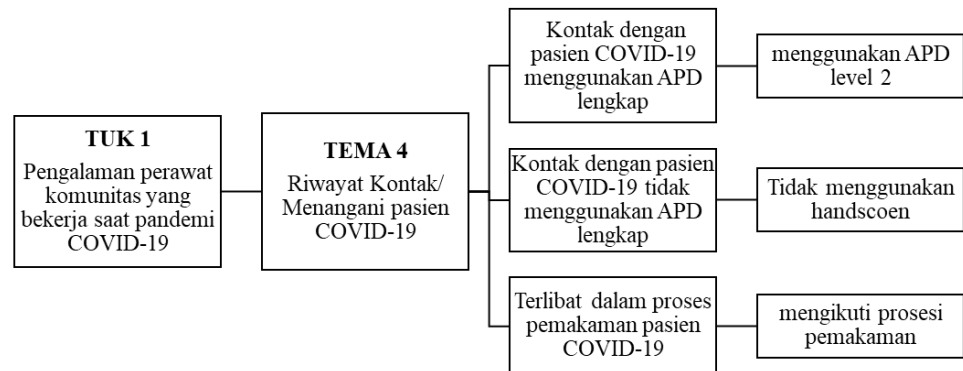 TUK 1
Pengalaman perawat
komunitas yang
bekerja saat pandemi
COVID-19
TEMA 4
Riwayat Kontak/
Menangani pasien
COVID-19
Kontak dengan
pasien COVID-19
menggunakan APD
lengkap
menggunakan APD
level 2
Kontak dengan pasien
COVID-19 tidak
menggunakan APD
lengkap
Tidak menggunakan
handscoen
Terlibat dalam proses
pemakaman pasien
COVID-19
mengikuti prosesi
pemakaman